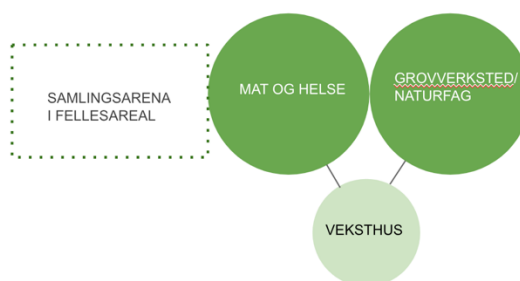 SAMLINGSARENA
I FELLESAREAL
MAT OG HELSE
GROVVERKSTED/
NATURFAG
VEKSTHUS